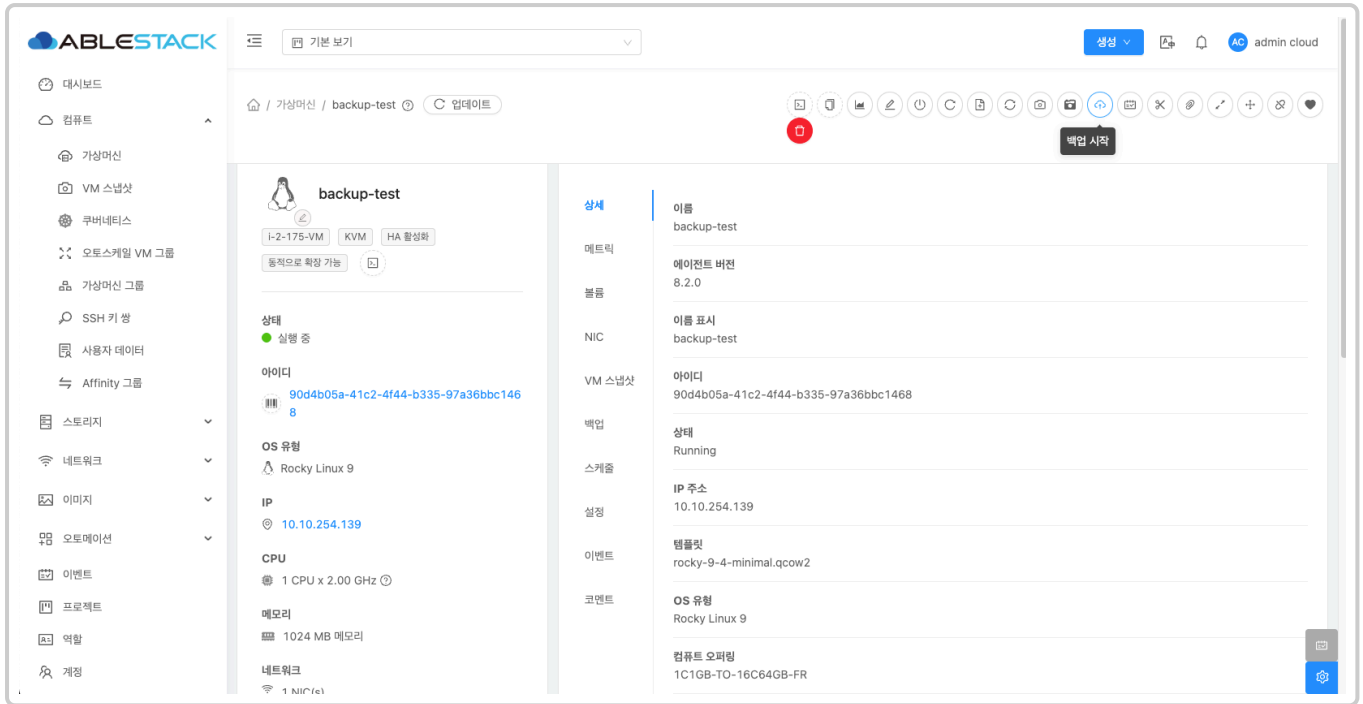 ABLESTACK
기본 보기
생성
AC admin cloud
대시보드
컴퓨트
가상머신
VM 스냅샷
쿠버네티스
오토스케일 VM 그룹
가상머신 그룹
SSH 키 쌍
사용자 데이터
Affinity 그룹
스토리지
네트워크
이미지
오토메이션
이벤트
프로젝트
역할
계정
/ 가상머신 / backup-test 업데이트
백업 시작
backup-test
i-2-175-VM KVM HA 활성화
동적으로 확장 가능
상태
실행 중
아이디
90d4b05a-41c2-4f44-b335-97a36bbc146
8
OS 유형
Rocky Linux 9
IP
10.10.254.139
CPU
1 CPU x 2.00 GHz
메모리
1024 MB 메모리
네트워크
1 NIC(s)
상세
메트릭
볼륨
NIC
VM 스냅샷
백업
스케줄
설정
이벤트
코멘트
이름
backup-test
에이전트 버전
8.2.0
이름 표시
backup-test
아이디
90d4b05a-41c2-4f44-b335-97a36bbc1468
상태
Running
IP 주소
10.10.254.139
템플릿
rocky-9-4-minimal.qcow2
OS 유형
Rocky Linux 9
컴퓨트 오퍼링
1C1GB-TO-16C64GB-FR